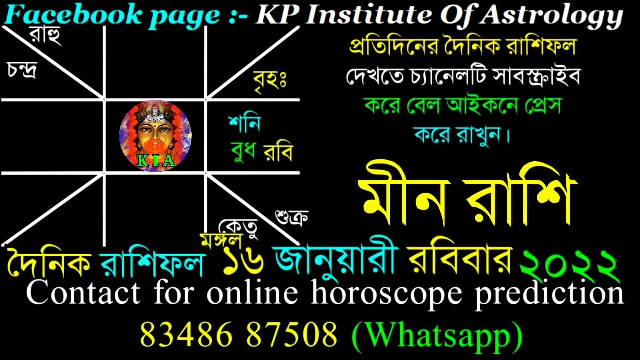 Facebook page :- KP Institute Of Astrology
রাহু
চন্দ্র
বৃহঃ
শনি
বুধ রবি
KIA
শুক্র
কেতু
মঙ্গল
প্রতিদিনের দৈনিক রাশিফল
দেখতে চ্যানেলটি সাবস্ক্রাইব
করে বেল আইকনে প্রেস
করে রাখুন।
মীন রাশি
দৈনিক রাশিফল ১৬ জানুয়ারী রবিবার ২০২২
Contact for online horoscope prediction
83486 87508 (Whatsapp)